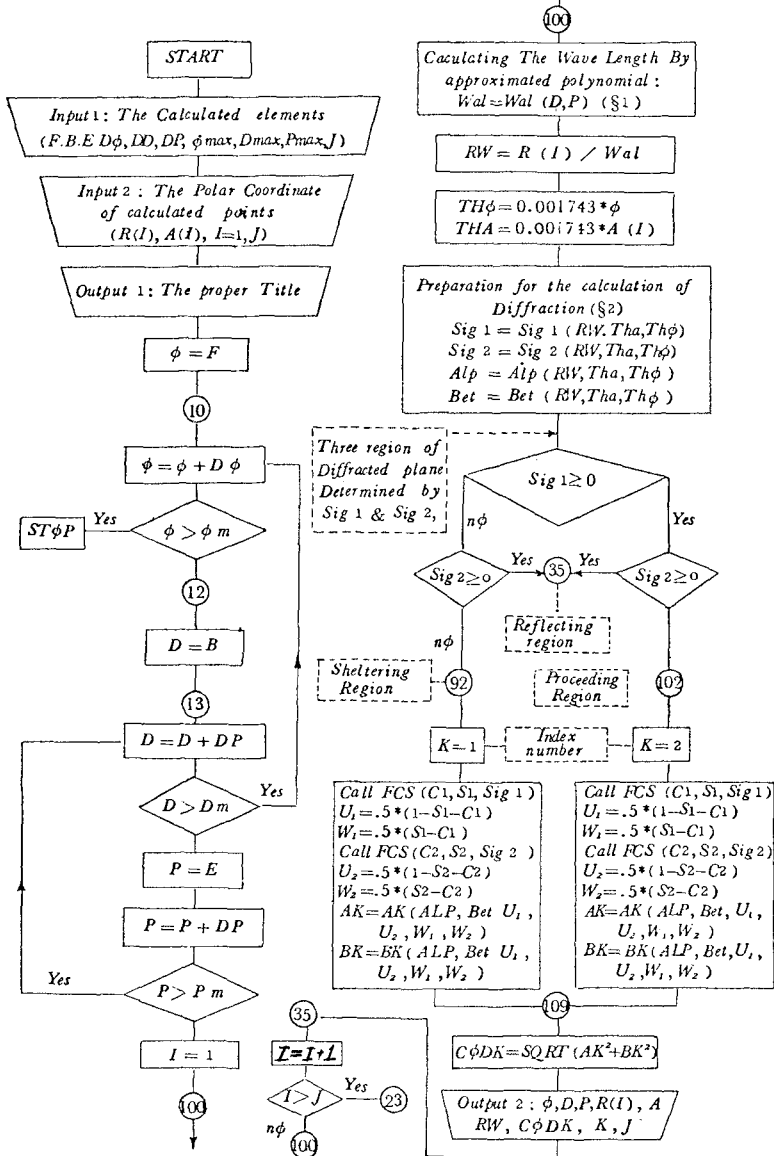 START
Input 1: The Calculated elements
(F.B.E Dφ, DD, DP, φmax, Dmax, Pmax, J)
Input 2 : The Polar Coordinate
of calculated points
(R(I), A(I), I=1, J)
Output 1: The proper Title
φ = F
10
φ = φ + D φ
φ > φ m
Yes
STφP
12
D = B
13
D = D + DP
D > D m
Yes
P = E
P = P + DP
P > P m
Yes
I = 1
100
100
Caculating The Wave Length By
approximated polynomial :
Wal=Wal (D,P) (§1)
RW = R (I) / Wal
THφ=0.001743*φ
THA=0.001743*A (I)
Preparation for the calculation of
Diffraction (§2)
Sig 1 = Sig 1 (RW. Tha, Thφ)
Sig 2 = Sig 2 (RW, Tha, Thφ)
Alp = Alp (RW, Tha, Thφ)
Bet = Bet (RW, Tha, Thφ)
Three region of
Diffracted plane
Determined by
Sig 1 & Sig 2,
Sig 1≥0
nφ
Yes
Sig 2≥0
Yes
35
Yes
Sig 2≥0
nφ
Reflecting
region
Sheltering
Region
92
Proceeding
Region
102
K=1
Index
number
K=2
Call FCS (C1, S1, Sig 1)
U₁=.5*(1-S1-C1)
W₁=.5*(S1-C1)
Call FCS (C2, S2, Sig 2)
U₂=.5*(1-S2-C2)
W₂=.5*(S2-C2)
AK=AK (ALP, Bet U₁,
U₂, W₁, W₂)
BK=BK (ALP, Bet U₁,
U₂, W₁, W₂)
Call FCS (C1, S1, Sig 1)
U₁=.5*(1-S1-C1)
W₁=.5*(S1-C1)
Call FCS (C2, S2, Sig 2)
U₂=.5*(1-S2-C2)
W₂=.5*(S2-C2)
AK=AK (ALP, Bet, U₁,
U₂, W₁, W₂)
BK=BK (ALP, Bet, U₁,
U₂, W₁, W₂)
109
CφDK=SQRT (AK²+BK²)
Output 2 : φ, D, P, R(I), A
RW, CφDK, K, J
35
I=I+1
I>J
Yes
23
nφ
100